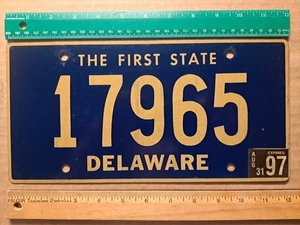 THE FIRST STATE
17965
DELAWARE
AUG
31
EXPIRES
97